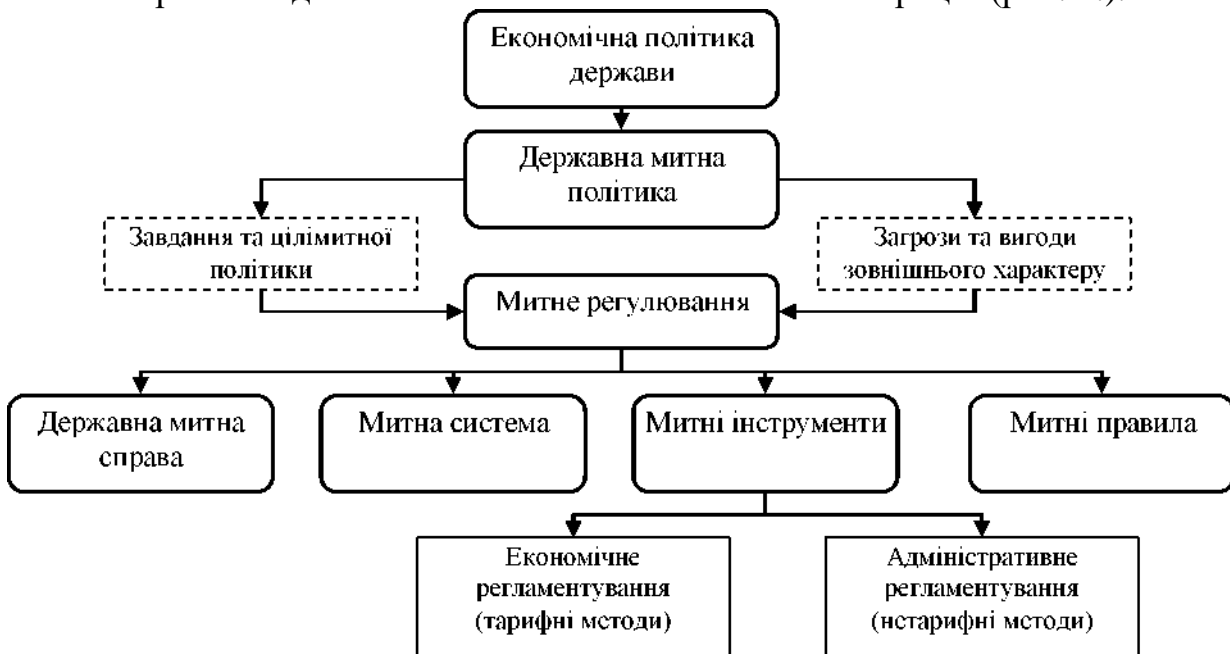 Економічна політика
держави
Державна митна
політика
Завдання та цілімитної
політики
Загрози та вигоди
зовнішнього характеру
Митне регулювання
Державна митна
справа
Митна система
Митні інструменти
Митні правила
Економічне
регламентування
(тарифні методи)
Адміністративне
регламентування
(нетарифні методи)